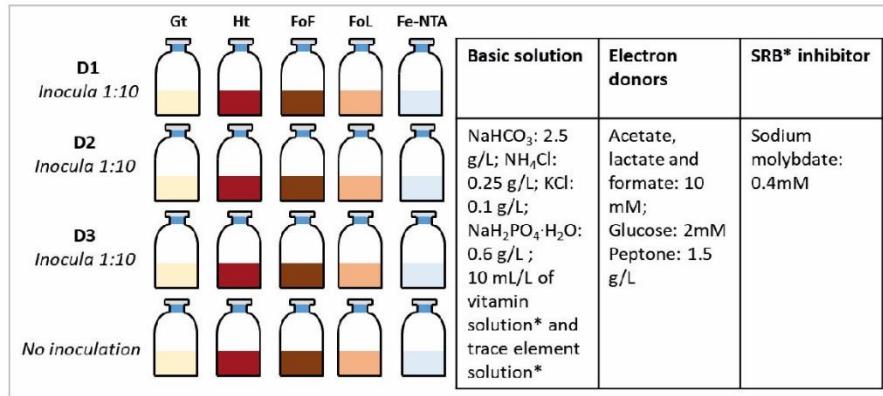 Gt Ht FoF FoL Fe-NTA
D1
Inocula 1:10
D2
Inocula 1:10
D3
Inocula 1:10
No inoculation
Basic solution
NaHCO₃: 2.5
g/L; NH₄Cl:
0.25 g/L; KCl:
0.1 g/L;
NaH₂PO₄·H₂O:
0.6 g/L ;
10 mL/L of
vitamin
solution* and
trace element
solution*
Electron
donors
Acetate,
lactate and
formate: 10
mM;
Glucose: 2mM
Peptone: 1.5
g/L
SRB* inhibitor
Sodium
molybdate:
0.4mM